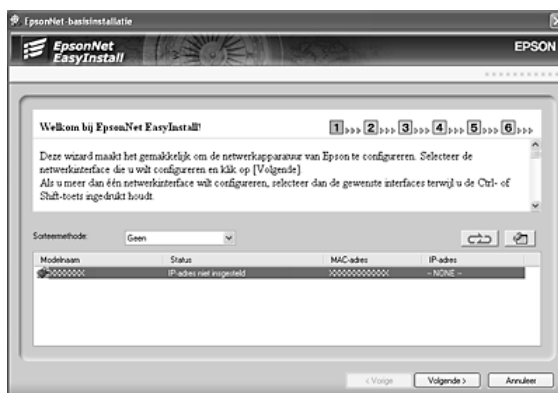 EpsonNet-basisinstallatie
EpsonNet
EasyInstall
EPSON
Welkom bij EpsonNet EasyInstall!
1 >>> 2 >>> 3 >>> 4 >>> 5 >>> 6 >>>
Deze wizard maakt het gemakkelijk om de netwerkapparatuur van Epson te configureren. Selecteer de
netwerkinterface die u wilt configureren en klik op [Volgende]
Als u meer dan één netwerkinterface wilt configureren, selecteer dan de gewenste interfaces terwijl u de Ctrl- of
Shift-toets ingedrukt houdt.
Sorteemethode: Geen
Modelnaam Status MAC-adres IP-adres
XXXXXXX IP-adres niet ingesteld XXXXXXXXXXXX -- NONE --
< Vorige Volgende > Annuleer